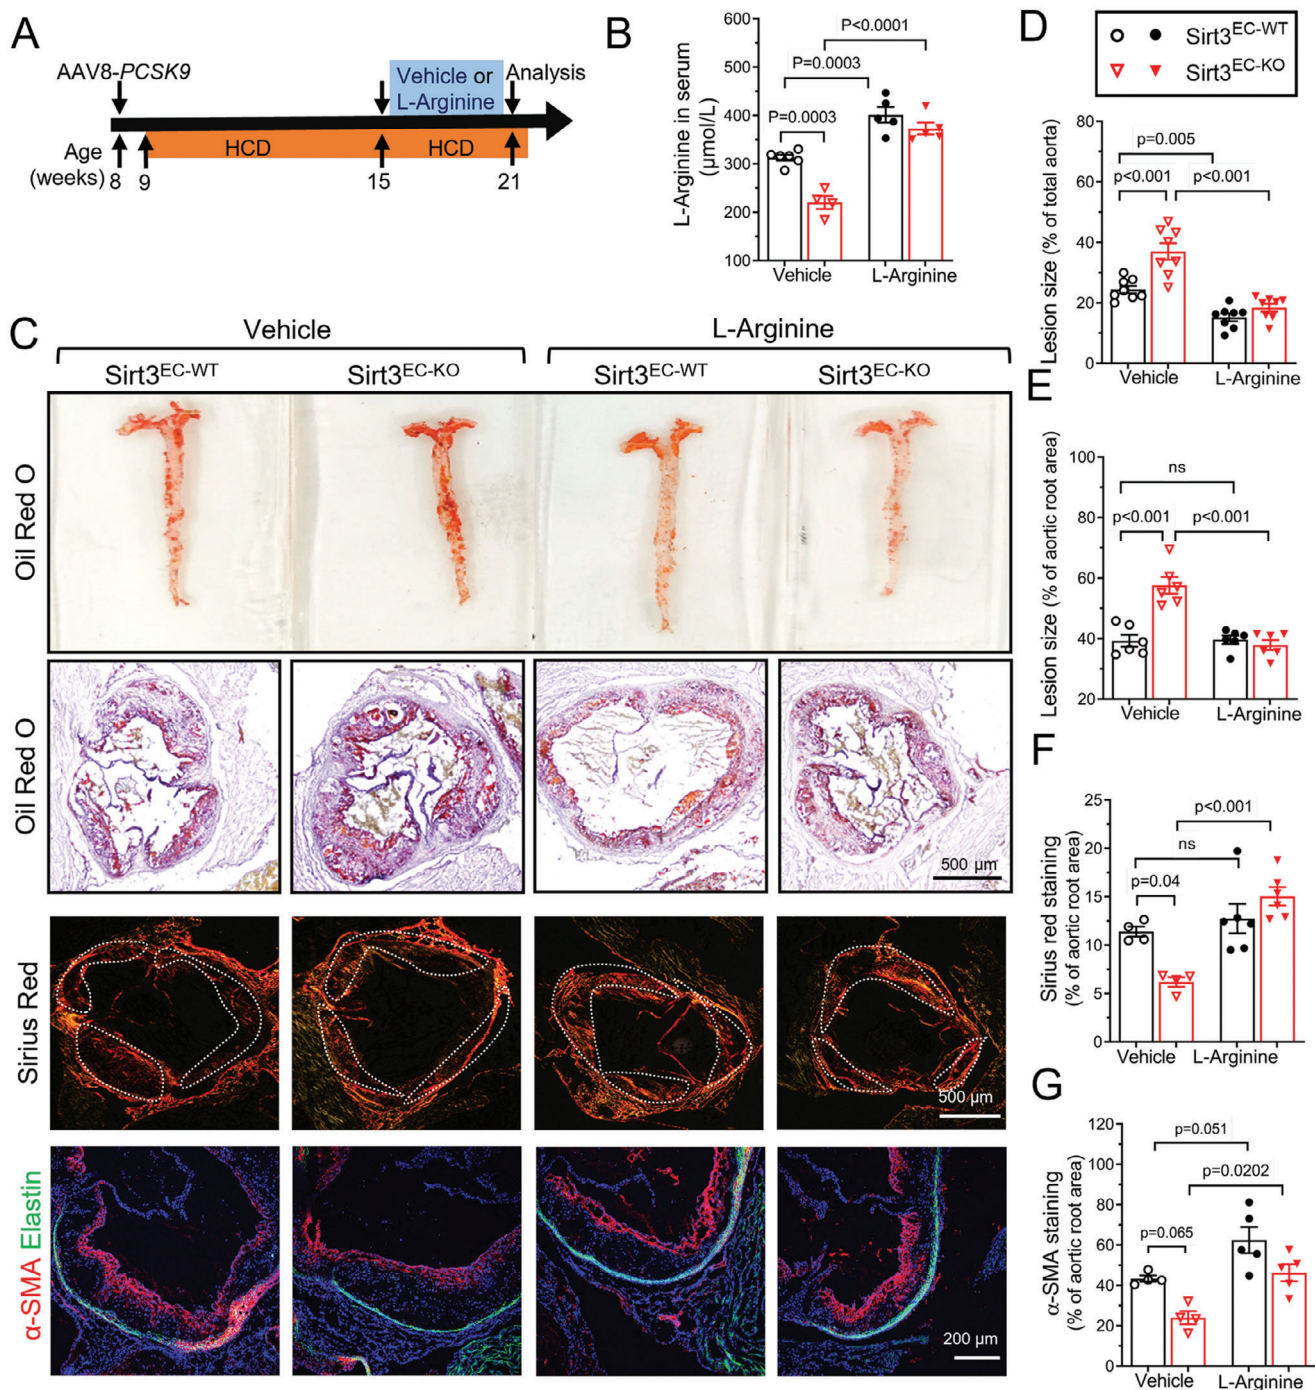 A
AAV8-PCSK9
Vehicle or
L-Arginine
Analysis
HCD
HCD
Age
(weeks)
8
9
15
21
B
L-Arginine in serum
(µmol/L)
600
500
400
300
200
100
P<0.0001
P=0.0003
P=0.0003
Vehicle
L-Arginine
Sirt3EC-WT
Sirt3EC-KO
D
Lesion size (% of total aorta)
80
60
40
20
0
p=0.005
p<0.001
p<0.001
Vehicle
L-Arginine
C
Vehicle
L-Arginine
Sirt3EC-WT
Sirt3EC-KO
Sirt3EC-WT
Sirt3EC-KO
Oil Red O
Oil Red O
500 µm
Sirius Red
500 µm
α-SMA Elastin
200 µm
E
Lesion size (% of aortic root area)
100
80
60
40
20
ns
p<0.001
p<0.001
Vehicle
L-Arginine
F
Sirius red staining
(% of aortic root area)
25
20
15
10
5
0
p<0.001
ns
p=0.04
Vehicle
L-Arginine
G
α-SMA staining
(% of aortic root area)
120
100
80
60
40
20
0
p=0.051
p=0.0202
p=0.065
Vehicle
L-Arginine